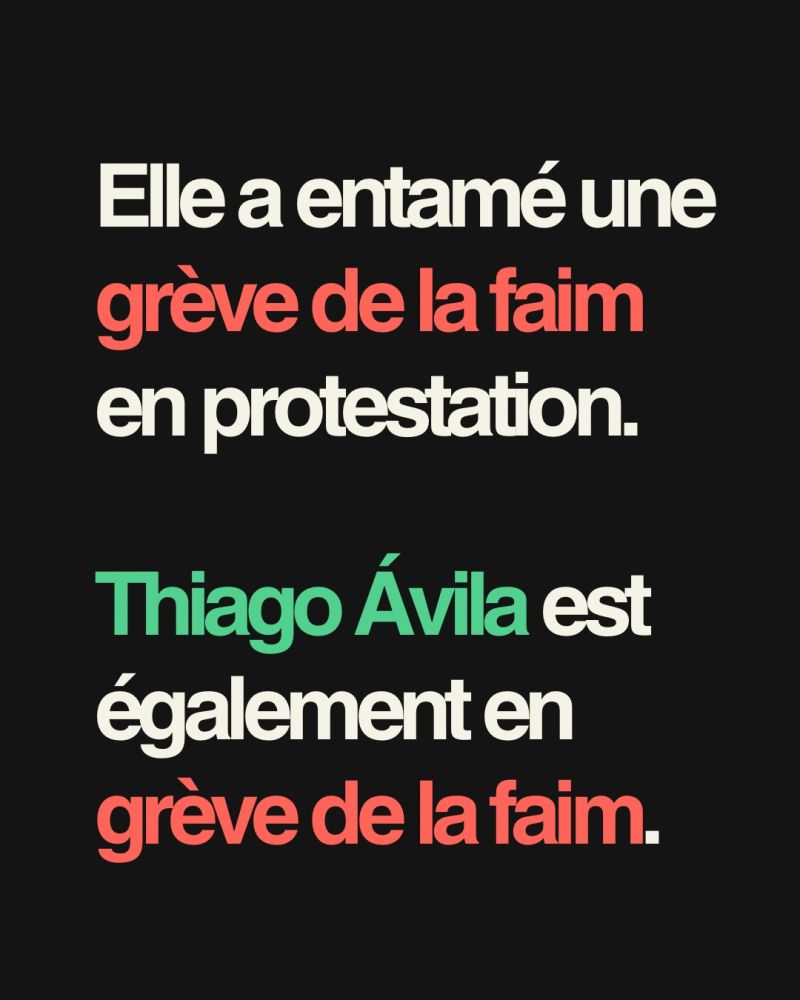 Elle a entamé une
grève de la faim
en protestation.
Thiago Ávila est
également en
grève de la faim.